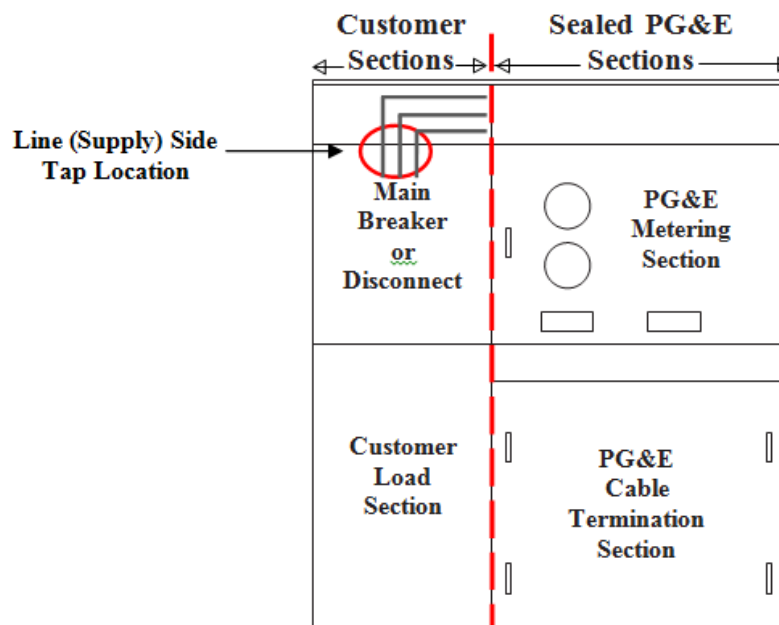 Customer
Sections
Sealed PG&E
Sections
Line (Supply) Side
Tap Location
Main
Breaker
or
Disconnect
PG&E
Metering
Section
Customer
Load
Section
PG&E
Cable
Termination
Section